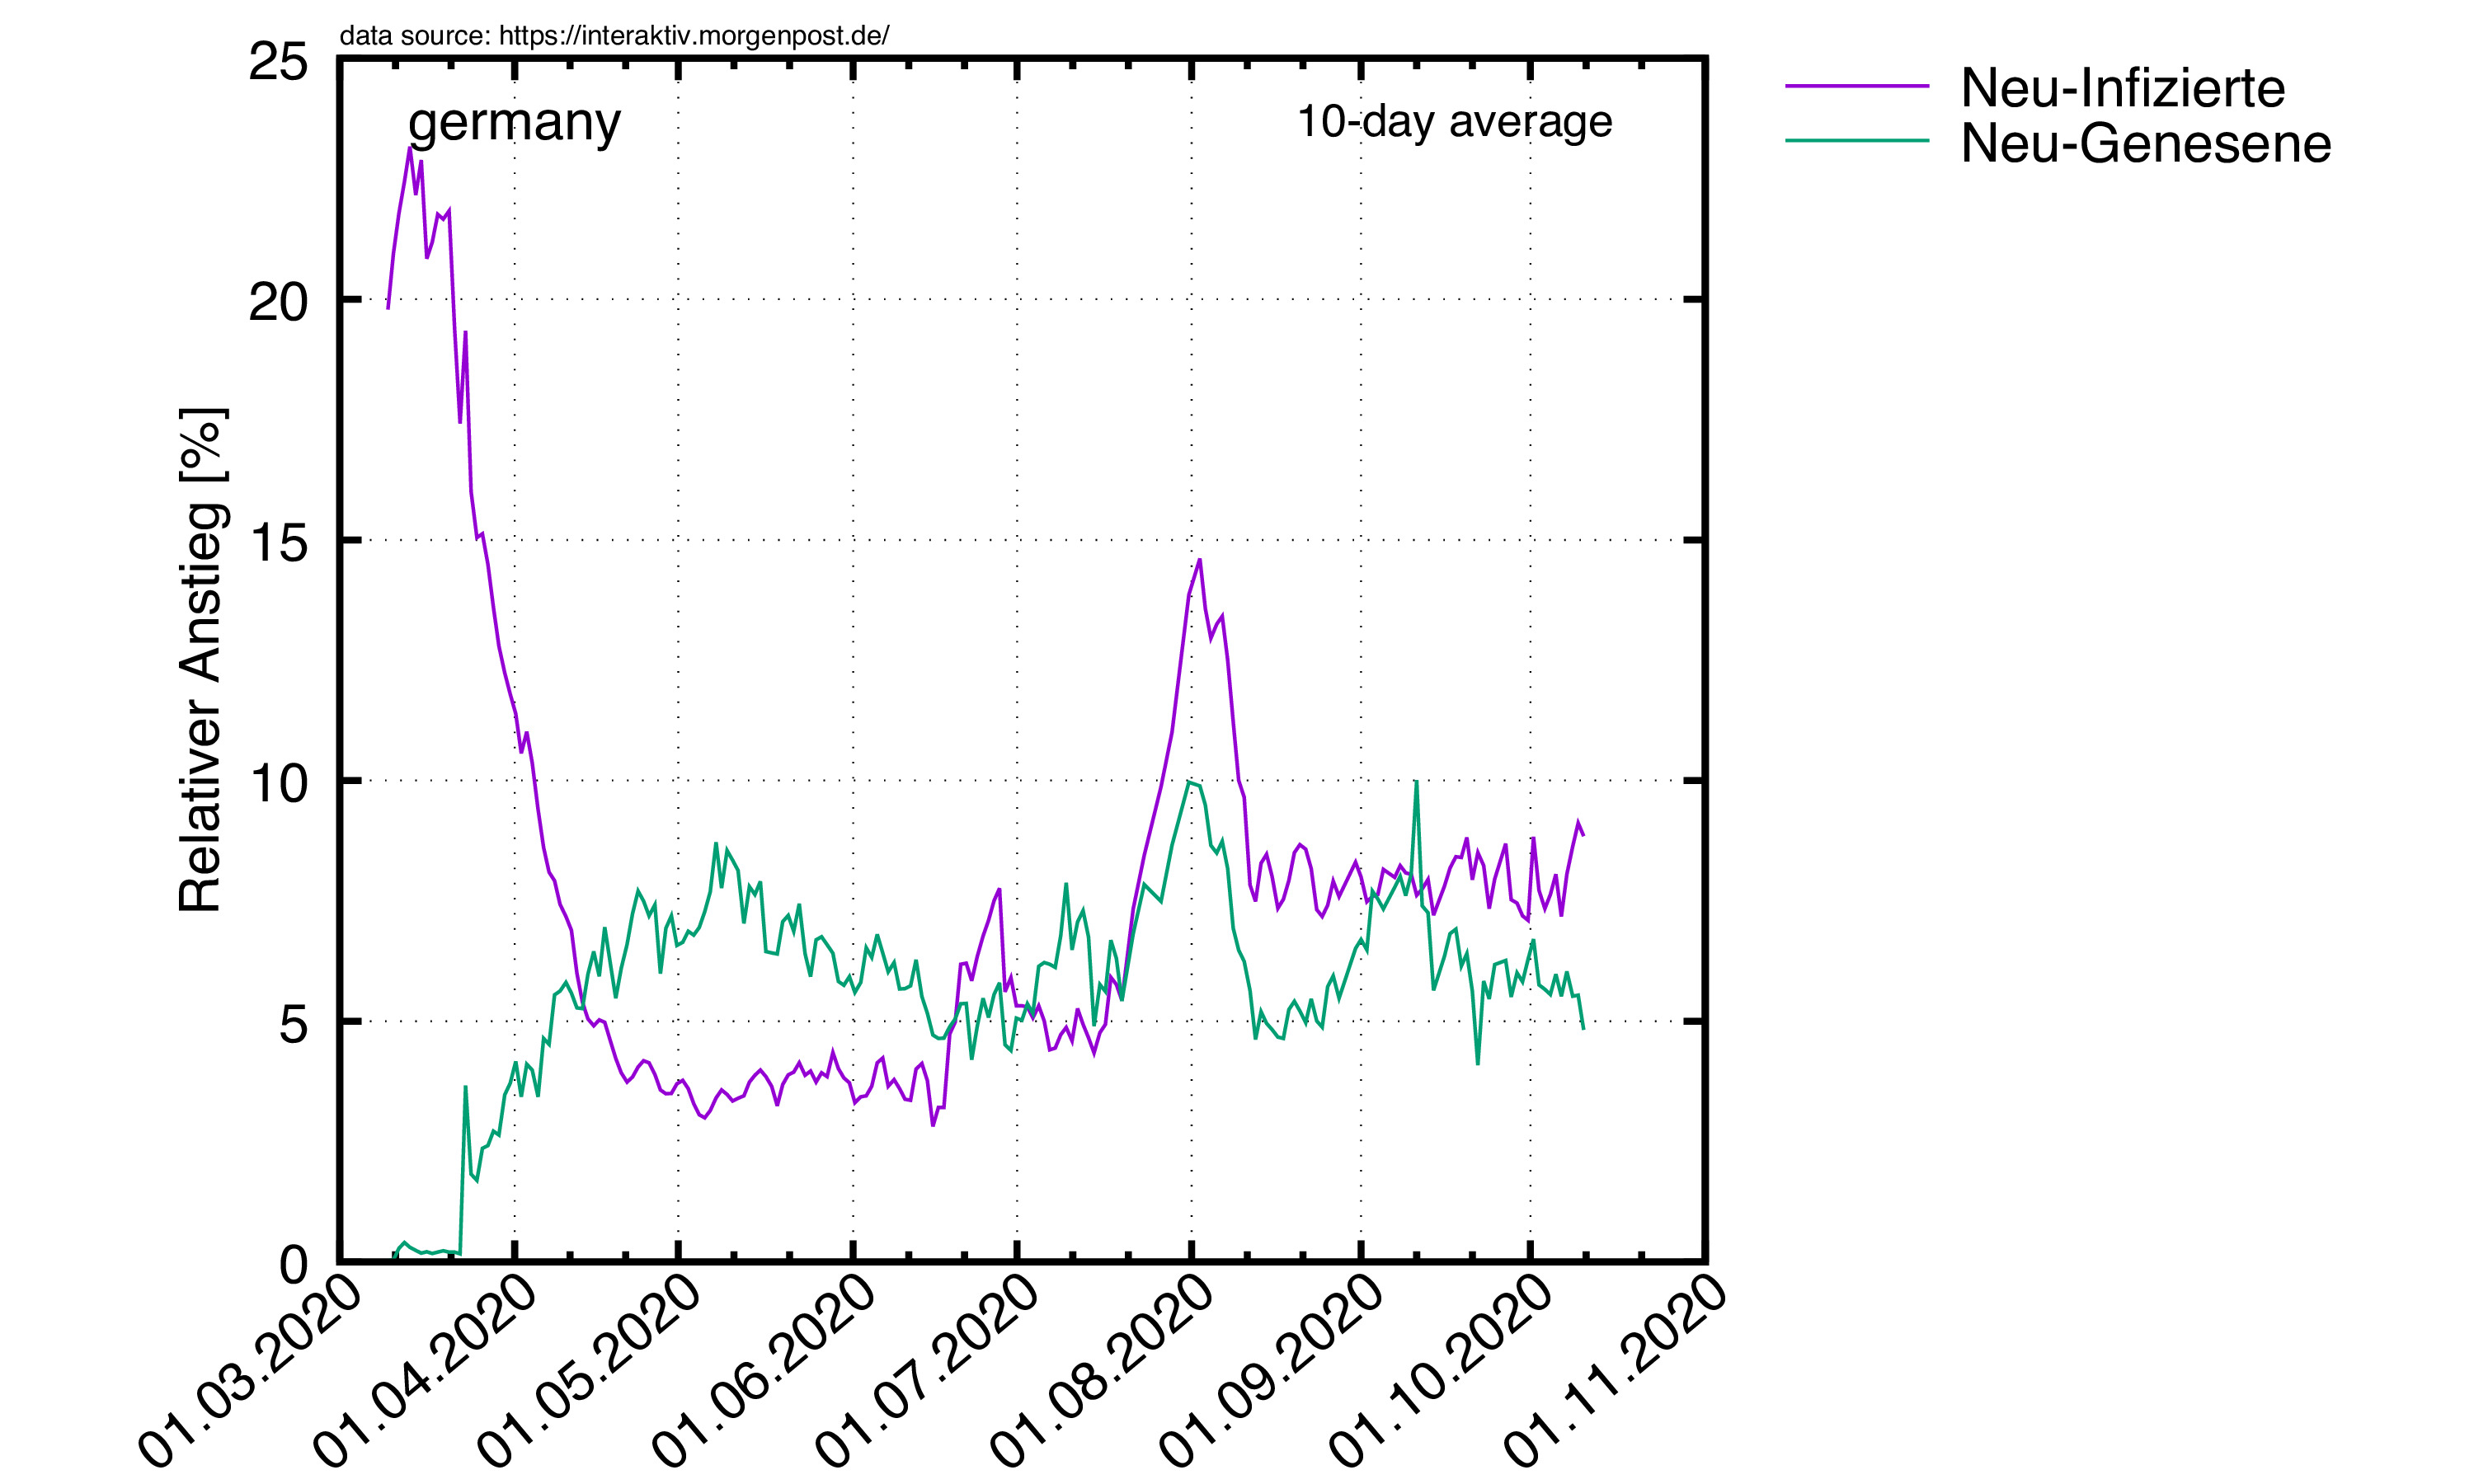 data source: https://interaktiv.morgenpost.de/
germany
10-day average
Neu-Infizierte
Neu-Genesene
Relativer Anstieg [%]
25
20
15
10
5
0
01.03.2020
01.04.2020
01.05.2020
01.06.2020
01.07.2020
01.08.2020
01.09.2020
01.10.2020
01.11.2020